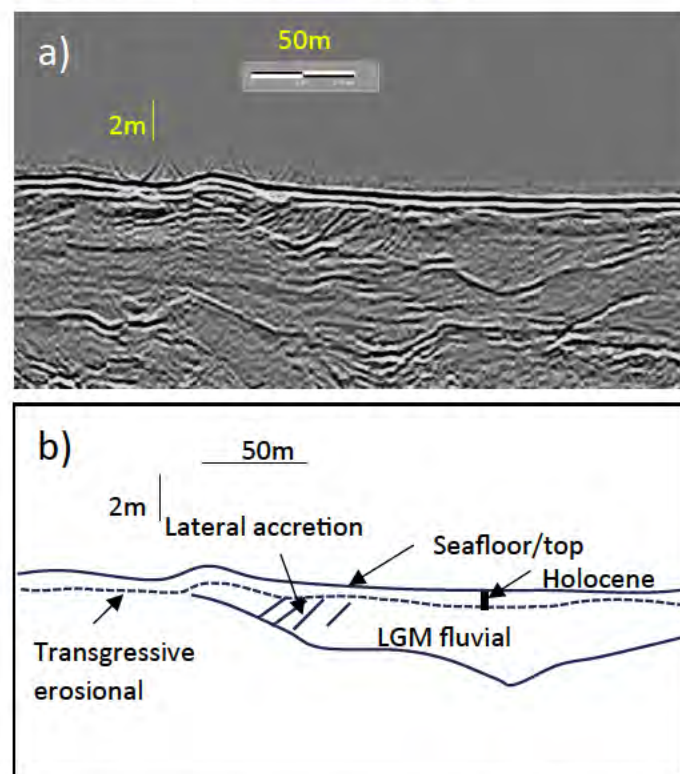 a)
50m
2m
b)
50m
2m
Lateral accretion
Seafloor/top
Holocene
LGM fluvial
Transgressive
erosional